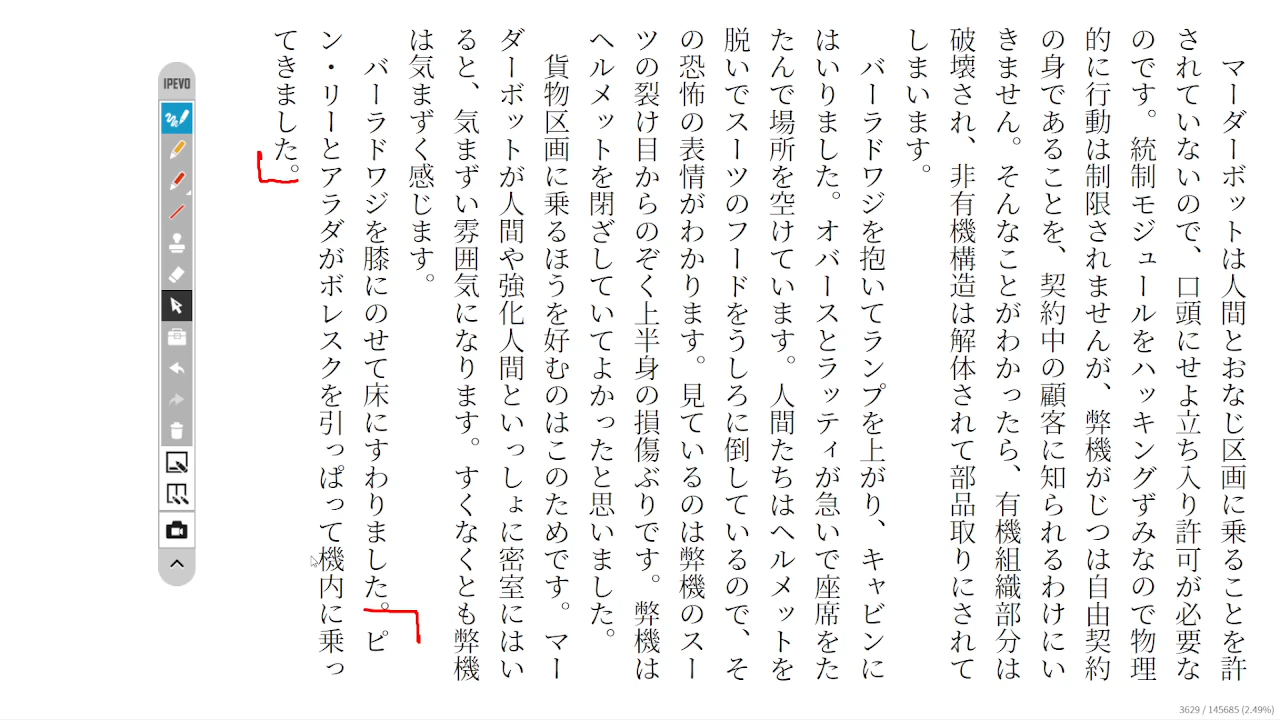 マーダーボットは人間とおなじ区画に乗ることを許
されていないので、口頭にせよ立ち入り許可が必要な
のです。統制モジュールをハッキングずみなので物理
的に行動は制限されませんが、弊機がじつは自由契約
の身であることを、契約中の顧客に知られるわけにい
きません。そんなことがわかったら、有機組織部分は
破壊され、非有機構造は解体されて部品取りにされて
しまいます。
バーラドワジを抱いてランプを上がり、キャビンに
はいりました。オバースとラッティが急いで座席をた
たんで場所を空けています。人間たちはヘルメットを
脱いでスーツのフードをうしろに倒しているので、そ
の恐怖の表情がわかります。見ているのは弊機のスー
ツの裂け目からのぞく上半身の損傷ぶりです。弊機は
ヘルメットを閉ざしていてよかったと思いました。
貨物区画に乗るほうを好むのはこのためです。マー
ダーボットが人間や強化人間といっしょに密室にはい
ると、気まずい雰囲気になります。すくなくとも弊機
は気まずく感じます。
バーラドワジを膝にのせて床にすわりました。ピ
ン・リーとアラダがボレスクを引っぱって機内に乗っ
てきました。
IPEVO
3629 / 145685 (2.49%)